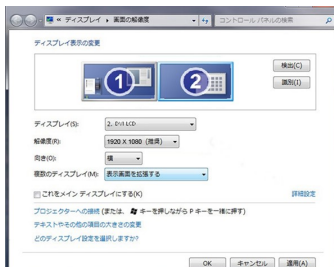 « ディスプレイ ▸ 画面の解像度
コントロール パネルの検索
ディスプレイ表示の変更
1
2
検出(C)
識別(I)
ディスプレイ(S): 2. DVI LCD
解像度(R): 1920 X 1080 (推奨)
向き(O): 横
複数のディスプレイ(M): 表示画面を拡張する
これをメイン ディスプレイにする(K)
詳細設定
プロジェクターへの接続 (または、 キーを押しながら P キーを一緒に押す)
テキストやその他の項目の大きさの変更
どのディスプレイ設定を選択しますか?
OK キャンセル 適用(A)